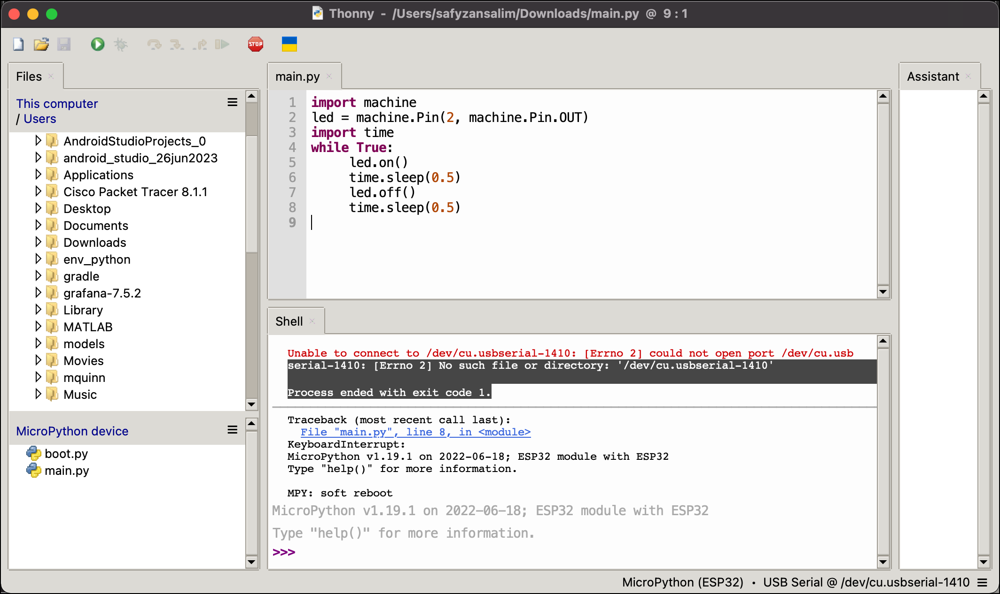 Thonny - /Users/safyzansalim/Downloads/main.py @ 9:1
STOP
Files
This computer
/ Users
AndroidStudioProjects_0
android_studio_26jun2023
Applications
Cisco Packet Tracer 8.1.1
Desktop
Documents
Downloads
env_python
gradle
grafana-7.5.2
Library
MATLAB
models
Movies
mquinn
Music
MicroPython device
boot.py
main.py
main.py
1 import machine
2 led = machine.Pin(2, machine.Pin.OUT)
3 import time
4 while True:
5 led.on()
6 time.sleep(0.5)
7 led.off()
8 time.sleep(0.5)
9
Shell
Unable to connect to /dev/cu.usbserial-1410: [Errno 2] could not open port /dev/cu.usb
serial-1410: [Errno 2] No such file or directory: '/dev/cu.usbserial-1410'
Process ended with exit code 1.
Traceback (most recent call last):
File "main.py", line 8, in <module>
KeyboardInterrupt:
MicroPython v1.19.1 on 2022-06-18; ESP32 module with ESP32
Type "help()" for more information.
MPY: soft reboot
MicroPython v1.19.1 on 2022-06-18; ESP32 module with ESP32
Type "help()" for more information.
>>>
Assistant
MicroPython (ESP32) • USB Serial @ /dev/cu.usbserial-1410